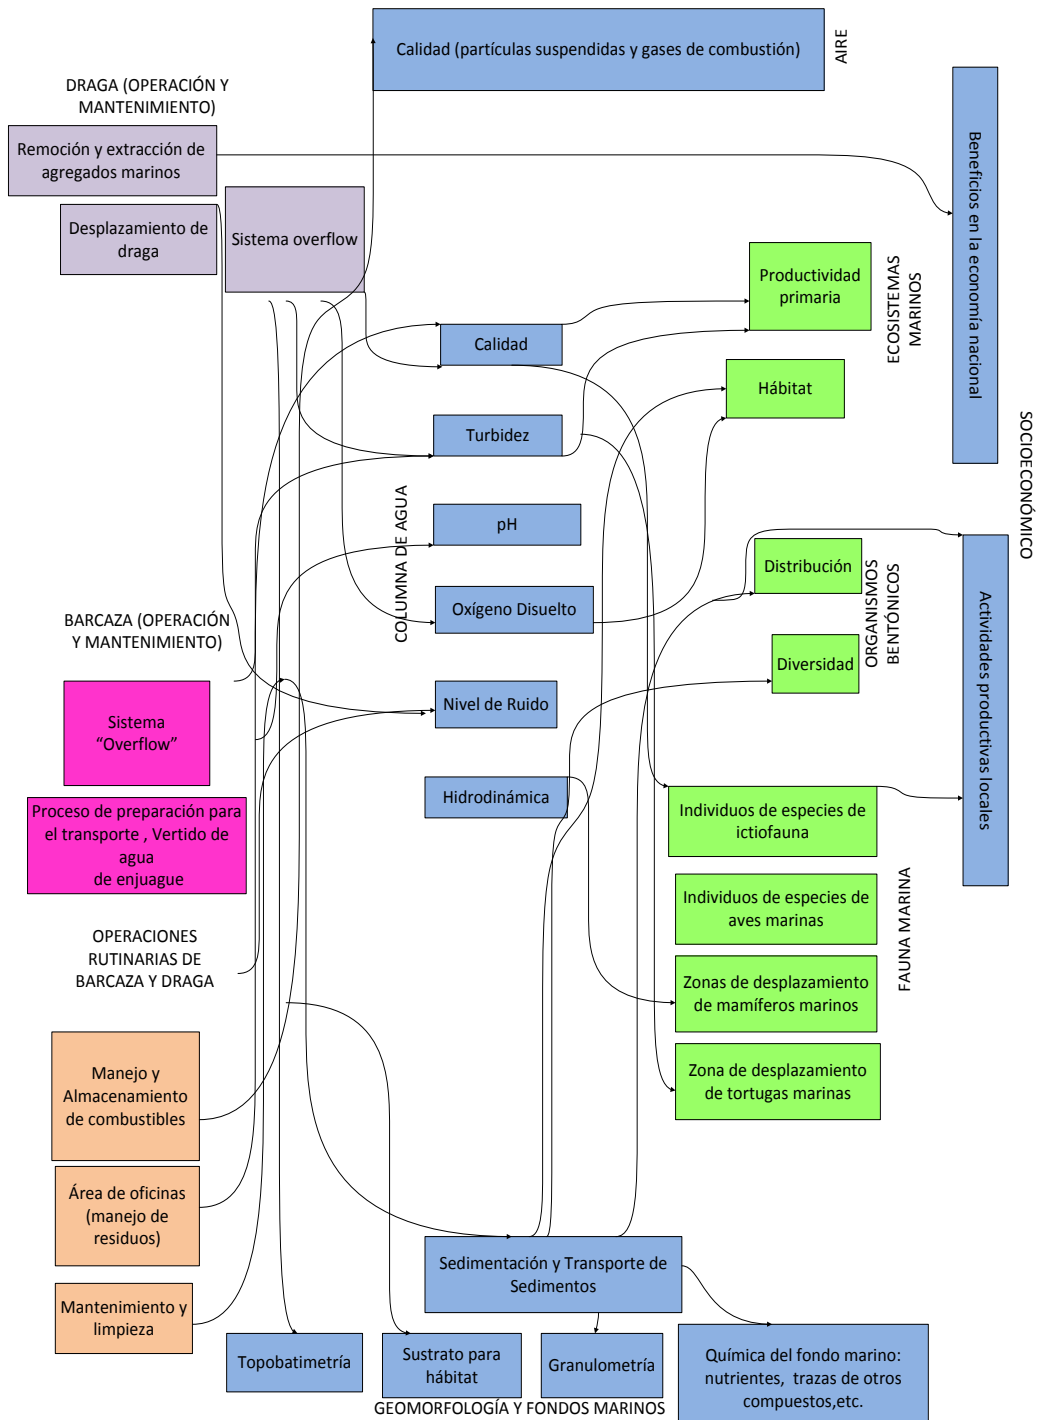 Calidad (partículas suspendidas y gases de combustión)
AIRE
DRAGA (OPERACIÓN Y
MANTENIMIENTO)
Remoción y extracción de
agregados marinos
Desplazamiento de
draga
Sistema overflow
Beneficios en la economía nacional
Productividad
primaria
ECOSISTEMAS
MARINOS
Calidad
Hábitat
Turbidez
SOCIOECONÓMICO
COLUMNA DE AGUA
pH
Distribución
ORGANISMOS
BENTÓNICOS
Oxígeno Disuelto
Diversidad
Actividades productivas locales
BARCAZA (OPERACIÓN
Y MANTENIMIENTO)
Sistema
“Overflow”
Nivel de Ruido
Hidrodinámica
Proceso de preparación para
el transporte , Vertido de
agua
de enjuague
Individuos de especies de
ictiofauna
Individuos de especies de
aves marinas
FAUNA MARINA
OPERACIONES
RUTINARIAS DE
BARCAZA Y DRAGA
Zonas de desplazamiento
de mamíferos marinos
Zona de desplazamiento
de tortugas marinas
Manejo y
Almacenamiento
de combustibles
Área de oficinas
(manejo de
residuos)
Sedimentación y Transporte de
Sedimentos
Mantenimiento y
limpieza
Topobatimetría
Sustrato para
hábitat
Granulometría
Química del fondo marino:
nutrientes, trazas de otros
compuestos,etc.
GEOMORFOLOGÍA Y FONDOS MARINOS